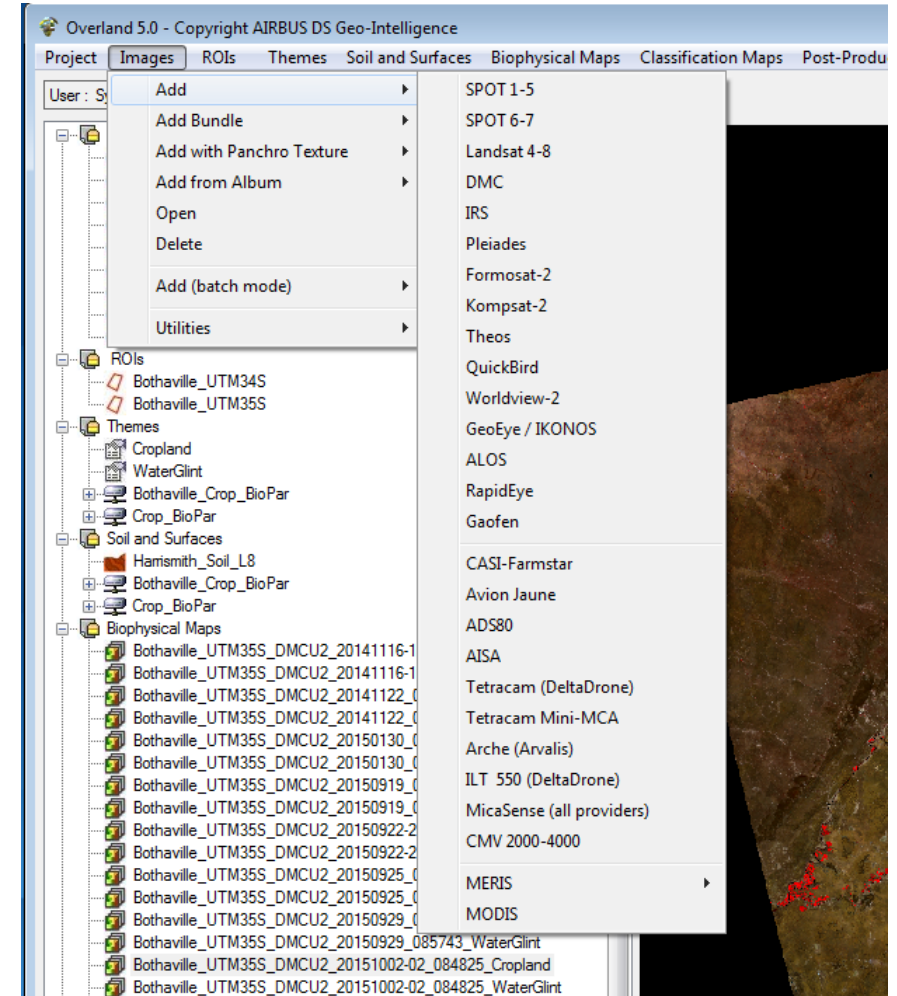 Overland 5.0 - Copyright AIRBUS DS Geo-Intelligence
Project Images ROIs Themes Soil and Surfaces Biophysical Maps Classification Maps Post-Produ
User : Sy
Add
Add Bundle
Add with Panchro Texture
Add from Album
Open
Delete
Add (batch mode)
Utilities
SPOT 1-5
SPOT 6-7
Landsat 4-8
DMC
IRS
Pleiades
Formosat-2
Kompsat-2
Theos
QuickBird
Worldview-2
GeoEye / IKONOS
ALOS
RapidEye
Gaofen
CASI-Farmstar
Avion Jaune
ADS80
AISA
Tetracam (DeltaDrone)
Tetracam Mini-MCA
Arche (Arvalis)
ILT 550 (DeltaDrone)
MicaSense (all providers)
CMV 2000-4000
MERIS
MODIS
ROIs
Bothaville_UTM34S
Bothaville_UTM35S
Themes
Cropland
WaterGlint
Bothaville_Crop_BioPar
Crop_BioPar
Soil and Surfaces
Harrismith_Soil_L8
Bothaville_Crop_BioPar
Crop_BioPar
Biophysical Maps
Bothaville_UTM35S_DMCU2_20141116-1
Bothaville_UTM35S_DMCU2_20141116-1
Bothaville_UTM35S_DMCU2_20141122_0
Bothaville_UTM35S_DMCU2_20141122_0
Bothaville_UTM35S_DMCU2_20150130_0
Bothaville_UTM35S_DMCU2_20150130_0
Bothaville_UTM35S_DMCU2_20150919_0
Bothaville_UTM35S_DMCU2_20150919_0
Bothaville_UTM35S_DMCU2_20150922-2
Bothaville_UTM35S_DMCU2_20150922-2
Bothaville_UTM35S_DMCU2_20150925_0
Bothaville_UTM35S_DMCU2_20150925_0
Bothaville_UTM35S_DMCU2_20150929_0
Bothaville_UTM35S_DMCU2_20150929_085743_WaterGlint
Bothaville_UTM35S_DMCU2_20151002-02_084825_Cropland
Bothaville_UTM35S_DMCU2_20151002-02_084825_WaterGlint